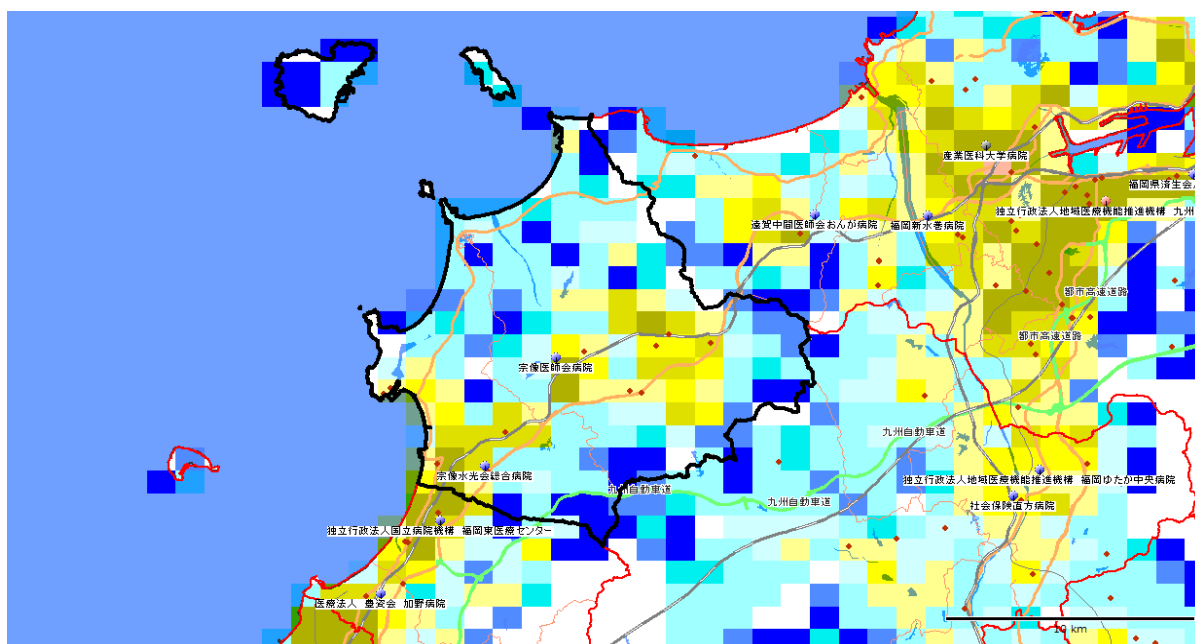 産業医科大学病院
福岡県済生会
独立行政法人地域医療機能推進機構 九州
遠賀中間医師会おんが病院
福岡新水巻病院
都市高速道路
都市高速道路
宗像医師会病院
九州自動車道
宗像水光会総合病院
独立行政法人地域医療機能推進機構 福岡ゆたか中央病院
九州自動車道
九州自動車道
社会保険直方病院
独立行政法人国立病院機構 福岡東医療センター
医療法人 豊資会 加野病院
10 km